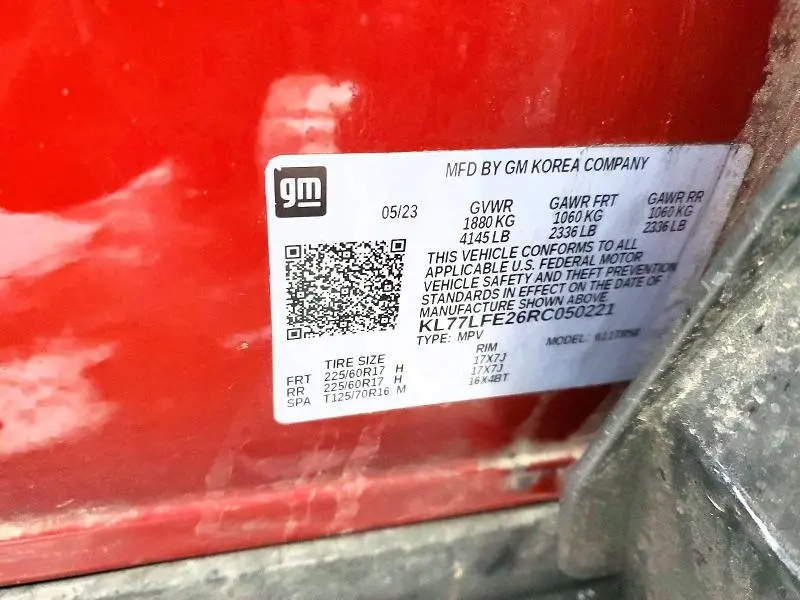 gm
MFD BY GM KOREA COMPANY
05/23
GVWR GAWR FRT GAWR RR
1880 KG 1060 KG 1060 KG
4145 LB 2336 LB 2336 LB
THIS VEHICLE CONFORMS TO ALL
APPLICABLE U.S. FEDERAL MOTOR
VEHICLE SAFETY AND THEFT PREVENTION
STANDARDS IN EFFECT ON THE DATE OF
MANUFACTURE SHOWN ABOVE.
KL77LFE26RC050221
TYPE: MPV MODEL:
TIRE SIZE RIM
FRT 225/60R17 H 17X7J
RR 225/60R17 H 17X7J
SPA T125/70R16 M 16X4BT